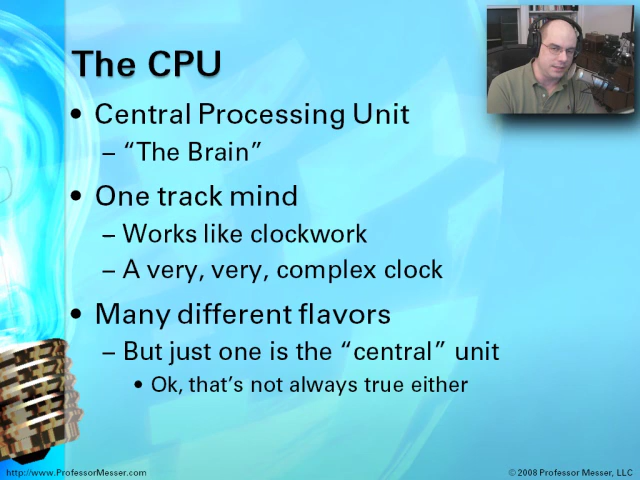 The CPU
• Central Processing Unit
– “The Brain”
• One track mind
– Works like clockwork
– A very, very, complex clock
• Many different flavors
– But just one is the “central” unit
• Ok, that’s not always true either
http://www.ProfessorMesser.com
© 2008 Professor Messer, LLC